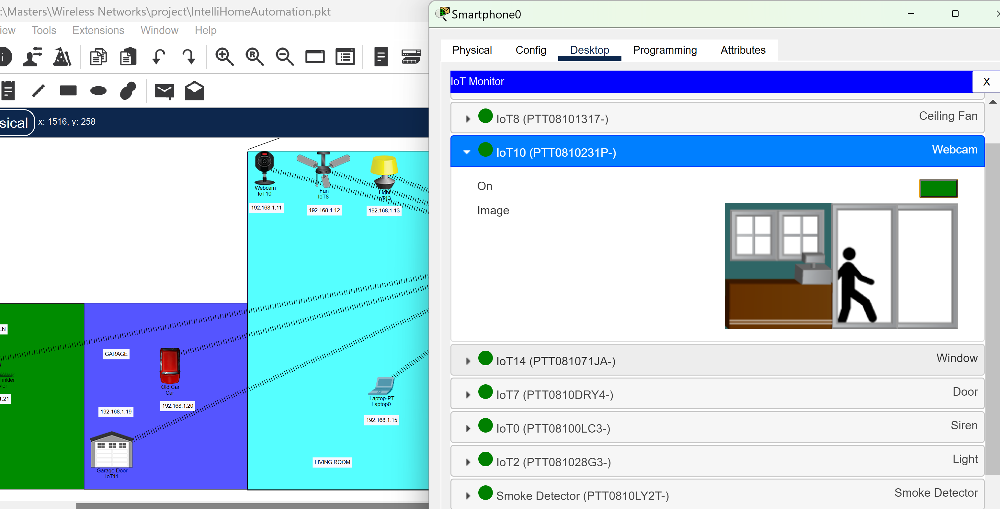 :\Masters\Wireless Networks\project\IntelliHomeAutomation.pkt
iew Tools Extensions Window Help
sical x: 1516, y: 258
Webcam
IoT10
192.168.1.11
Fan
IoT8
192.168.1.12
Light
IoT13
192.168.1.13
EN
rinkler
kler
1.21
GARAGE
Old Car
Car
192.168.1.20
192.168.1.19
Garage Door
IoT11
Laptop-PT
Laptop0
192.168.1.15
LIVING ROOM
Smartphone0
Physical Config Desktop Programming Attributes
IoT Monitor X
IoT8 (PTT08101317-) Ceiling Fan
IoT10 (PTT0810231P-) Webcam
On
Image
IoT14 (PTT081071JA-) Window
IoT7 (PTT0810DRY4-) Door
IoT0 (PTT08100LC3-) Siren
IoT2 (PTT081028G3-) Light
Smoke Detector (PTT0810LY2T-) Smoke Detector